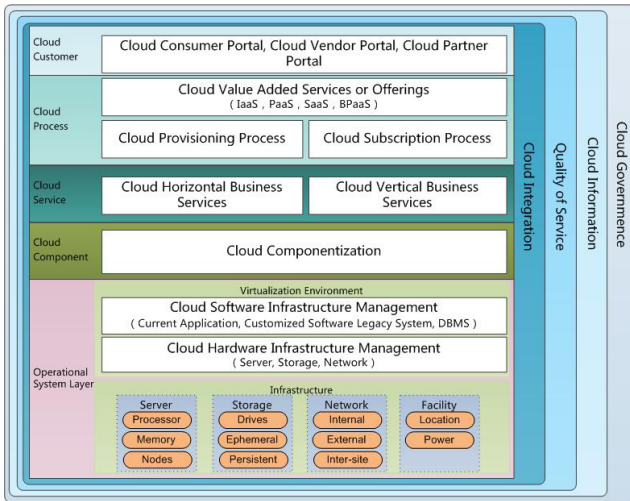 Cloud
Customer
Cloud Consumer Portal, Cloud Vendor Portal, Cloud Partner
Portal
Cloud
Process
Cloud Value Added Services or Offerings
( IaaS , PaaS , SaaS , BPaaS )
Cloud Provisioning Process
Cloud Subscription Process
Cloud
Service
Cloud Horizontal Business
Services
Cloud Vertical Business
Services
Cloud
Component
Cloud Componentization
Operational
System Layer
Virtualization Environment
Cloud Software Infrastructure Management
( Current Application, Customized Software Legacy System, DBMS )
Cloud Hardware Infrastructure Management
( Server, Storage, Network )
Infrastructure
Server
Processor
Memory
Nodes
Storage
Drives
Ephemeral
Persistent
Network
Internal
External
Inter-site
Facility
Location
Power
Cloud Integration
Quality of Service
Cloud Information
Cloud Governence